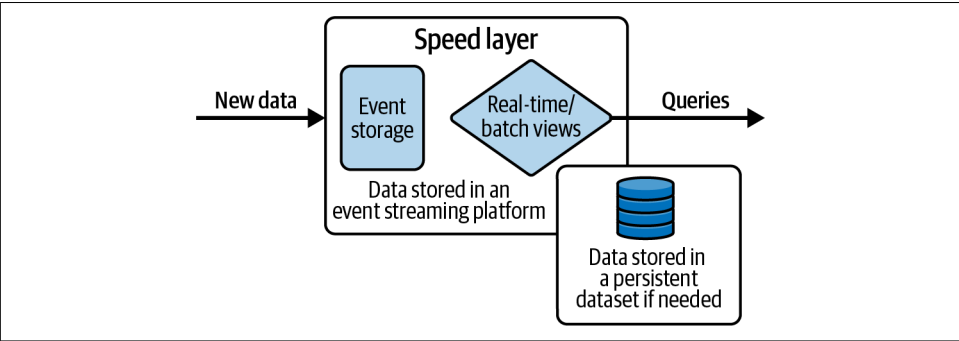 Speed layer
New data
Event
storage
Real-time/
batch views
Queries
Data stored in an
event streaming platform
Data stored in
a persistent
dataset if needed